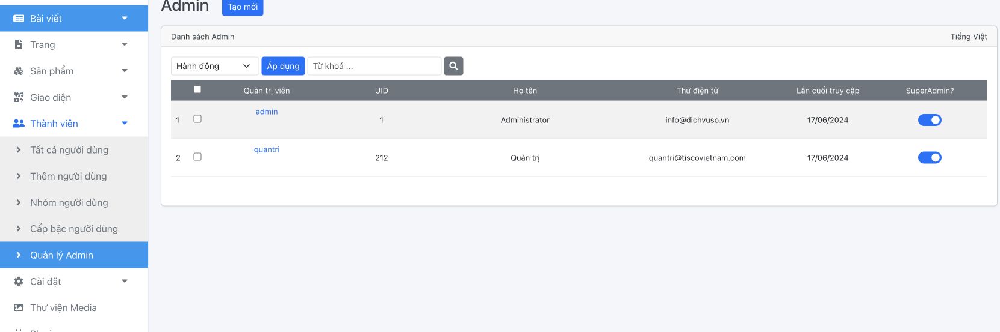 Admin
Tạo mới
Bài viết
Trang
Sản phẩm
Giao diện
Thành viên
Tất cả người dùng
Thêm người dùng
Nhóm người dùng
Cấp bậc người dùng
Quản lý Admin
Cài đặt
Thư viện Media
Danh sách Admin
Tiếng Việt
Hành động
Áp dụng
Từ khoá ...
Quản trị viên UID Họ tên Thư điện tử Lần cuối truy cập SuperAdmin?
1 admin 1 Administrator info@dichvuso.vn 17/06/2024
2 quantri 212 Quản trị quantri@tiscovietnam.com 17/06/2024